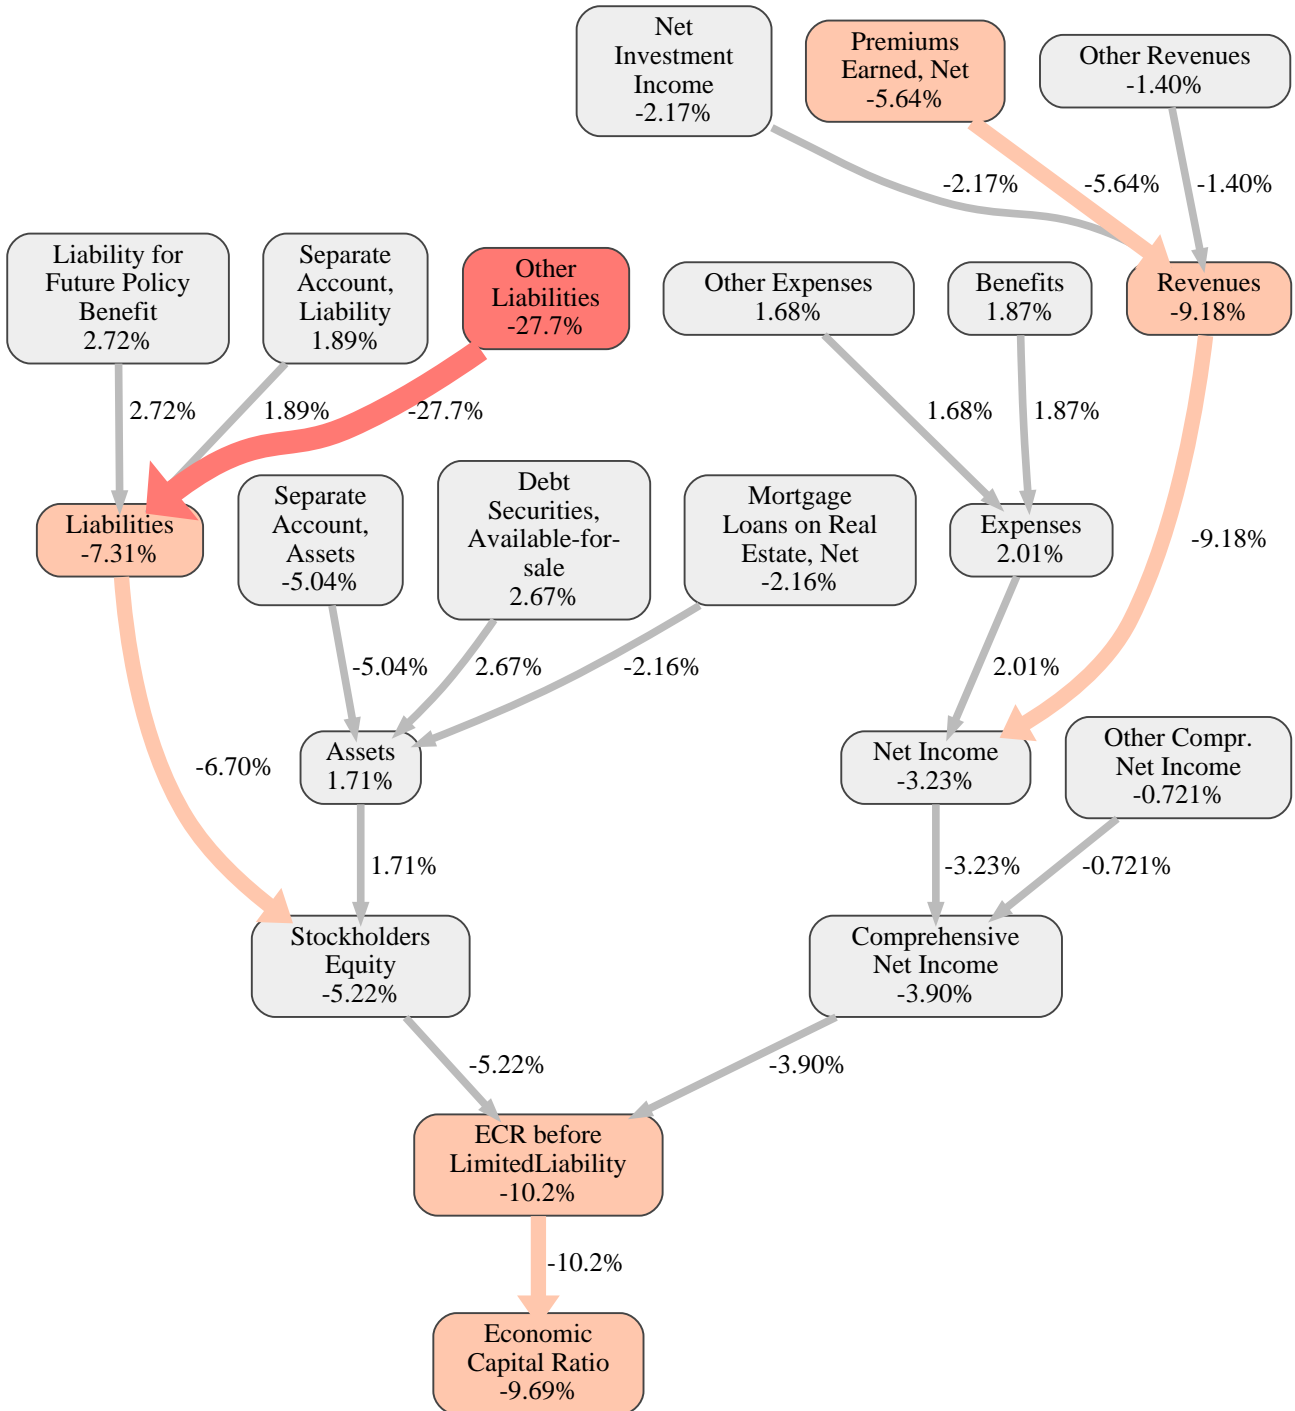 Net
Investment
Income
-2.17%
Premiums
Earned, Net
-5.64%
Other Revenues
-1.40%
-2.17%
-5.64%
-1.40%
Liability for
Future Policy
Benefit
2.72%
Separate
Account,
Liability
1.89%
Other
Liabilities
-27.7%
Other Expenses
1.68%
Benefits
1.87%
Revenues
-9.18%
2.72%
1.89%
-27.7%
1.68%
1.87%
Liabilities
-7.31%
Separate
Account,
Assets
-5.04%
Debt
Securities,
Available-for-
sale
2.67%
Mortgage
Loans on Real
Estate, Net
-2.16%
Expenses
2.01%
-9.18%
-5.04%
2.67%
-2.16%
2.01%
-6.70%
Assets
1.71%
Net Income
-3.23%
Other Compr.
Net Income
-0.721%
1.71%
-3.23%
-0.721%
Stockholders
Equity
-5.22%
Comprehensive
Net Income
-3.90%
-5.22%
-3.90%
ECR before
LimitedLiability
-10.2%
-10.2%
Economic
Capital Ratio
-9.69%